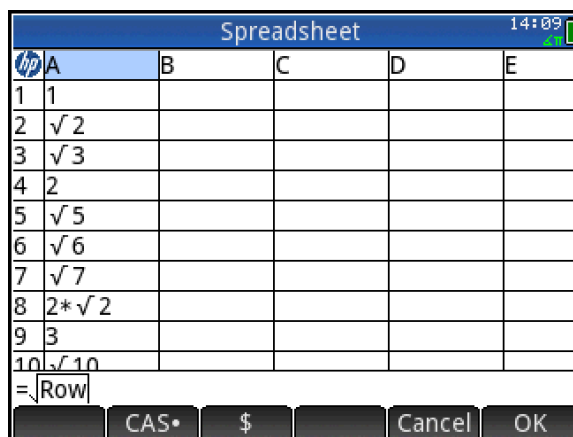 Spreadsheet 14:09
∡π
hp A B C D E
1 1
2 √2
3 √3
4 2
5 √5
6 √6
7 √7
8 2*√2
9 3
10 √10
=√Row
CAS• $ Cancel OK